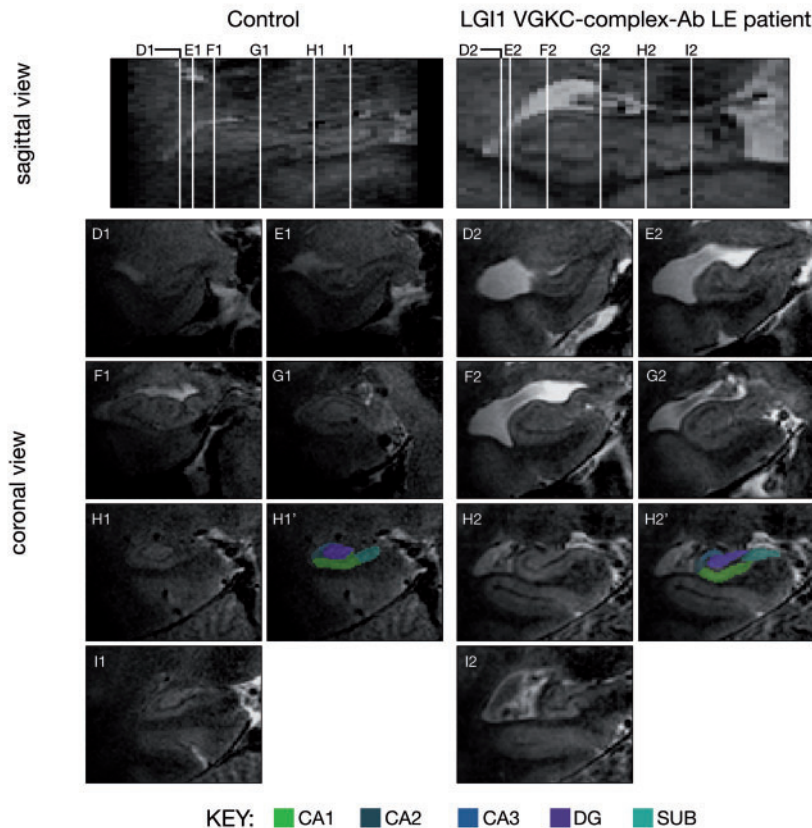 Control
LGI1 VGKC-complex-Ab LE patient
D1 E1 F1 G1 H1 I1
D2 E2 F2 G2 H2 I2
sagittal view
D1 E1 D2 E2
F1 G1 F2 G2
coronal view
H1 H1' H2 H2'
I1 I2
KEY: CA1 CA2 CA3 DG SUB